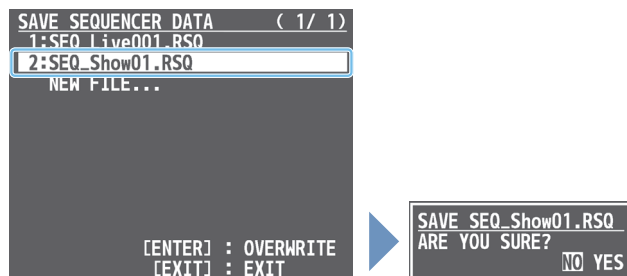 SAVE SEQUENCER DATA ( 1/ 1)
1:SEQ_Live001.RSQ
2:SEQ_Show01.RSQ
NEW FILE...
[ENTER] : OVERWRITE
[EXIT] : EXIT
SAVE SEQ_Show01.RSQ
ARE YOU SURE?
NO YES